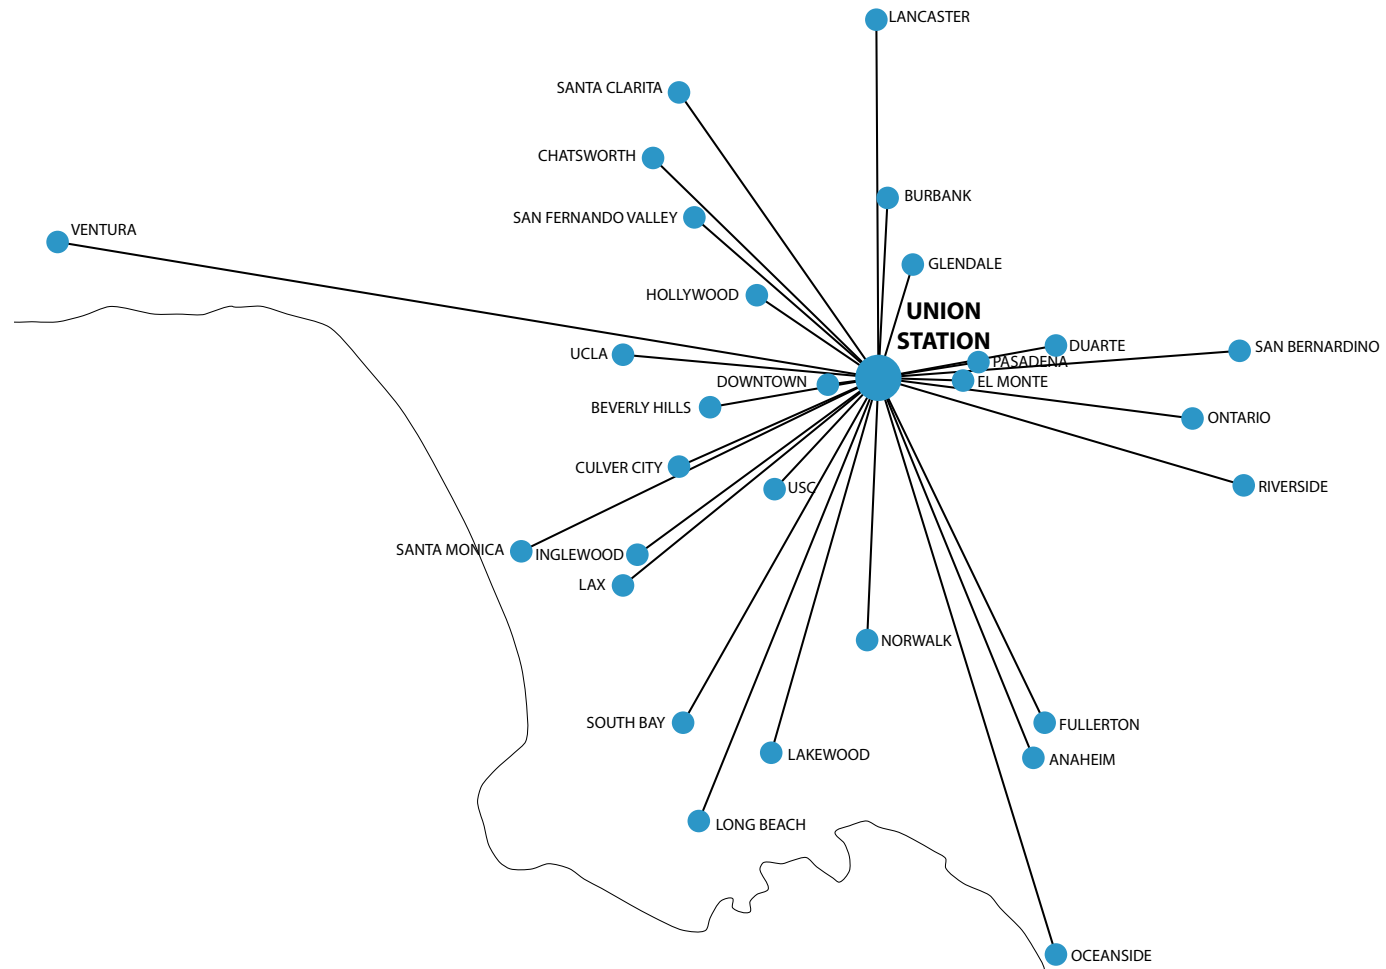 LANCASTER
SANTA CLARITA
CHATSWORTH
BURBANK
SAN FERNANDO VALLEY
VENTURA
GLENDALE
HOLLYWOOD
UNION
STATION
DUARTE
SAN BERNARDINO
UCLA
PASADENA
DOWNTOWN
EL MONTE
BEVERLY HILLS
ONTARIO
CULVER CITY
USC
RIVERSIDE
SANTA MONICA
INGLEWOOD
LAX
NORWALK
SOUTH BAY
FULLERTON
LAKEWOOD
ANAHEIM
LONG BEACH
OCEANSIDE